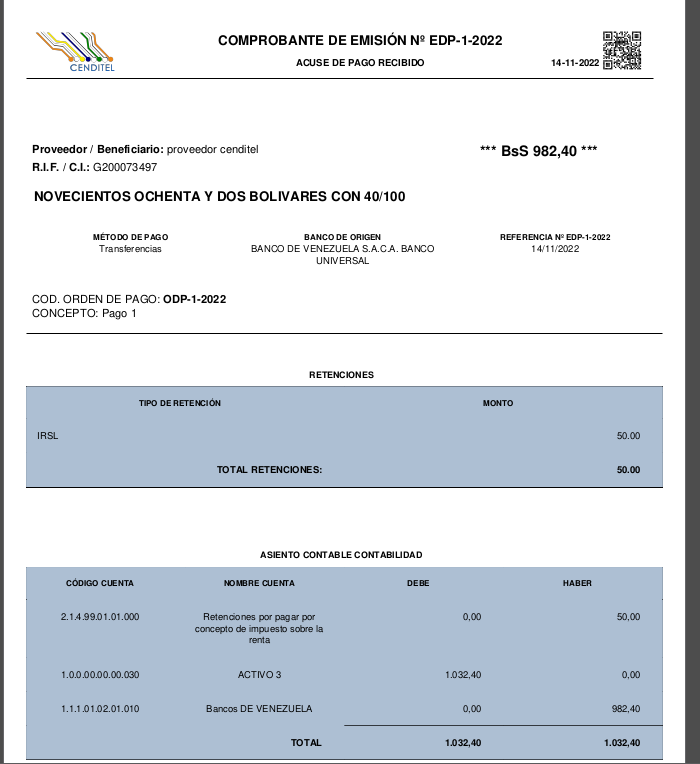 CENDITEL
COMPROBANTE DE EMISIÓN Nº EDP-1-2022
ACUSE DE PAGO RECIBIDO
14-11-2022
Proveedor / Beneficiario: proveedor cenditel
*** BsS 982,40 ***
R.I.F. / C.I.: G200073497
NOVECIENTOS OCHENTA Y DOS BOLIVARES CON 40/100
MÉTODO DE PAGO BANCO DE ORIGEN REFERENCIA Nº EDP-1-2022
Transferencias BANCO DE VENEZUELA S.A.C.A. BANCO 14/11/2022
UNIVERSAL
COD. ORDEN DE PAGO: ODP-1-2022
CONCEPTO: Pago 1
RETENCIONES
TIPO DE RETENCIÓN MONTO
IRSL 50.00
TOTAL RETENCIONES: 50.00
ASIENTO CONTABLE CONTABILIDAD
CÓDIGO CUENTA NOMBRE CUENTA DEBE HABER
2.1.4.99.01.01.000 Retenciones por pagar por 0,00 50,00
concepto de impuesto sobre la
renta
1.0.0.00.00.00.030 ACTIVO 3 1.032,40 0,00
1.1.1.01.02.01.010 Bancos DE VENEZUELA 0,00 982,40
TOTAL 1.032,40 1.032,40